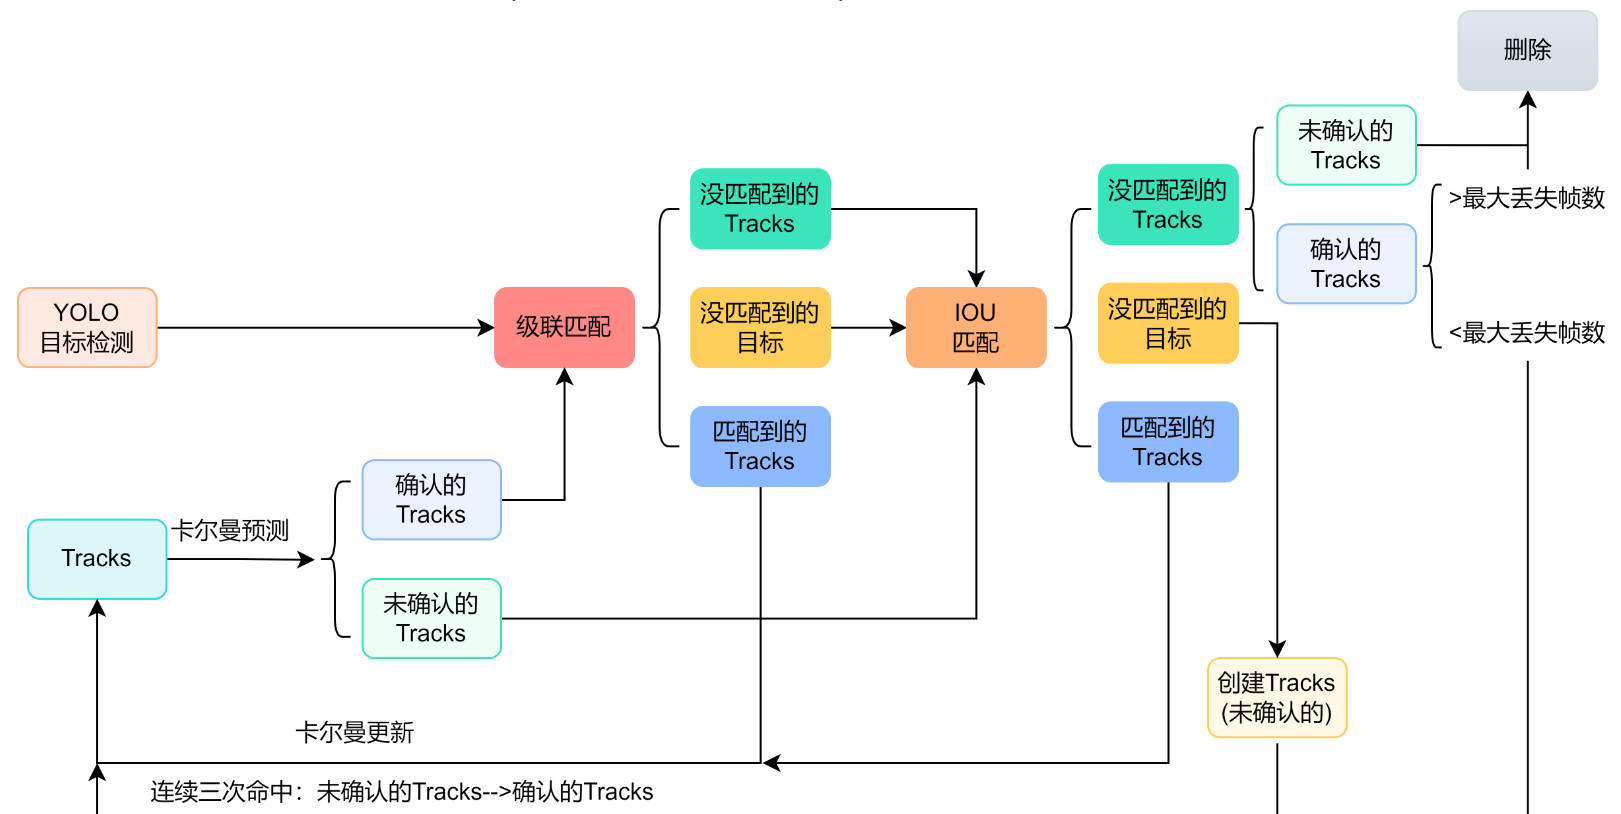 删除
未确认的
Tracks
没匹配到的
Tracks
没匹配到的
Tracks
>最大丢失帧数
确认的
Tracks
YOLO
目标检测
级联匹配
没匹配到的
目标
IOU
匹配
没匹配到的
目标
<最大丢失帧数
匹配到的
Tracks
匹配到的
Tracks
确认的
Tracks
卡尔曼预测
Tracks
未确认的
Tracks
创建Tracks
(未确认的)
卡尔曼更新
连续三次命中：未确认的Tracks-->确认的Tracks